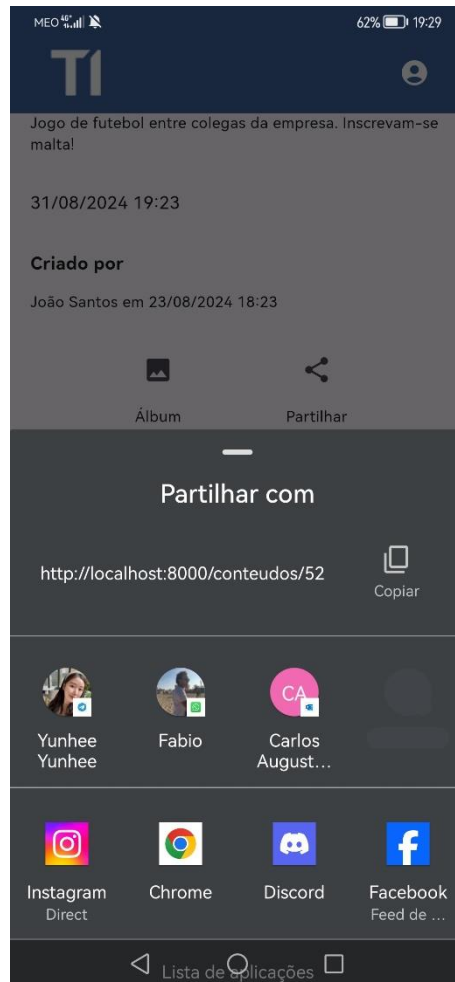 MEO 4G 62% 19:29
TI
Jogo de futebol entre colegas da empresa. Inscrevam-se
malta!
31/08/2024 19:23
Criado por
João Santos em 23/08/2024 18:23
Álbum Partilhar
Partilhar com
http://localhost:8000/conteudos/52
Copiar
CA
Yunhee Fabio Carlos
Yunhee August...
Instagram Chrome Discord Facebook
Direct Feed de ...
Lista de aplicações